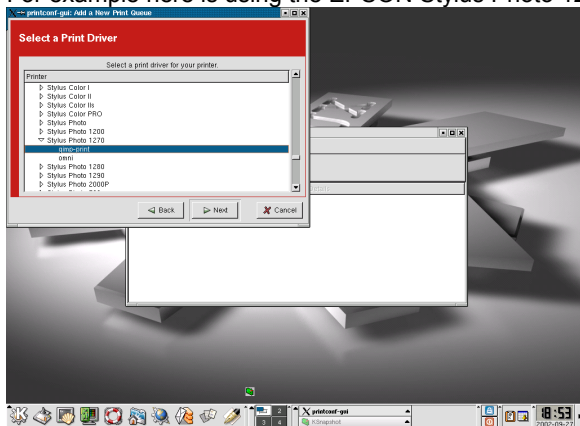 For example here is using the EPSON Stylus Photo 12
printconf-gui: Add a New Print Queue
Select a Print Driver
Select a print driver for your printer.
Printer
Stylus Color I
Stylus Color II
Stylus Color IIs
Stylus Color PRO
Stylus Photo
Stylus Photo 1200
Stylus Photo 1270
gimp-print
omni
Stylus Photo 1280
Stylus Photo 1290
Stylus Photo 2000P
Back
Next
Cancel
Details
2
3 4
printconf-gui
KSnapshot
18:53
2002-09-27